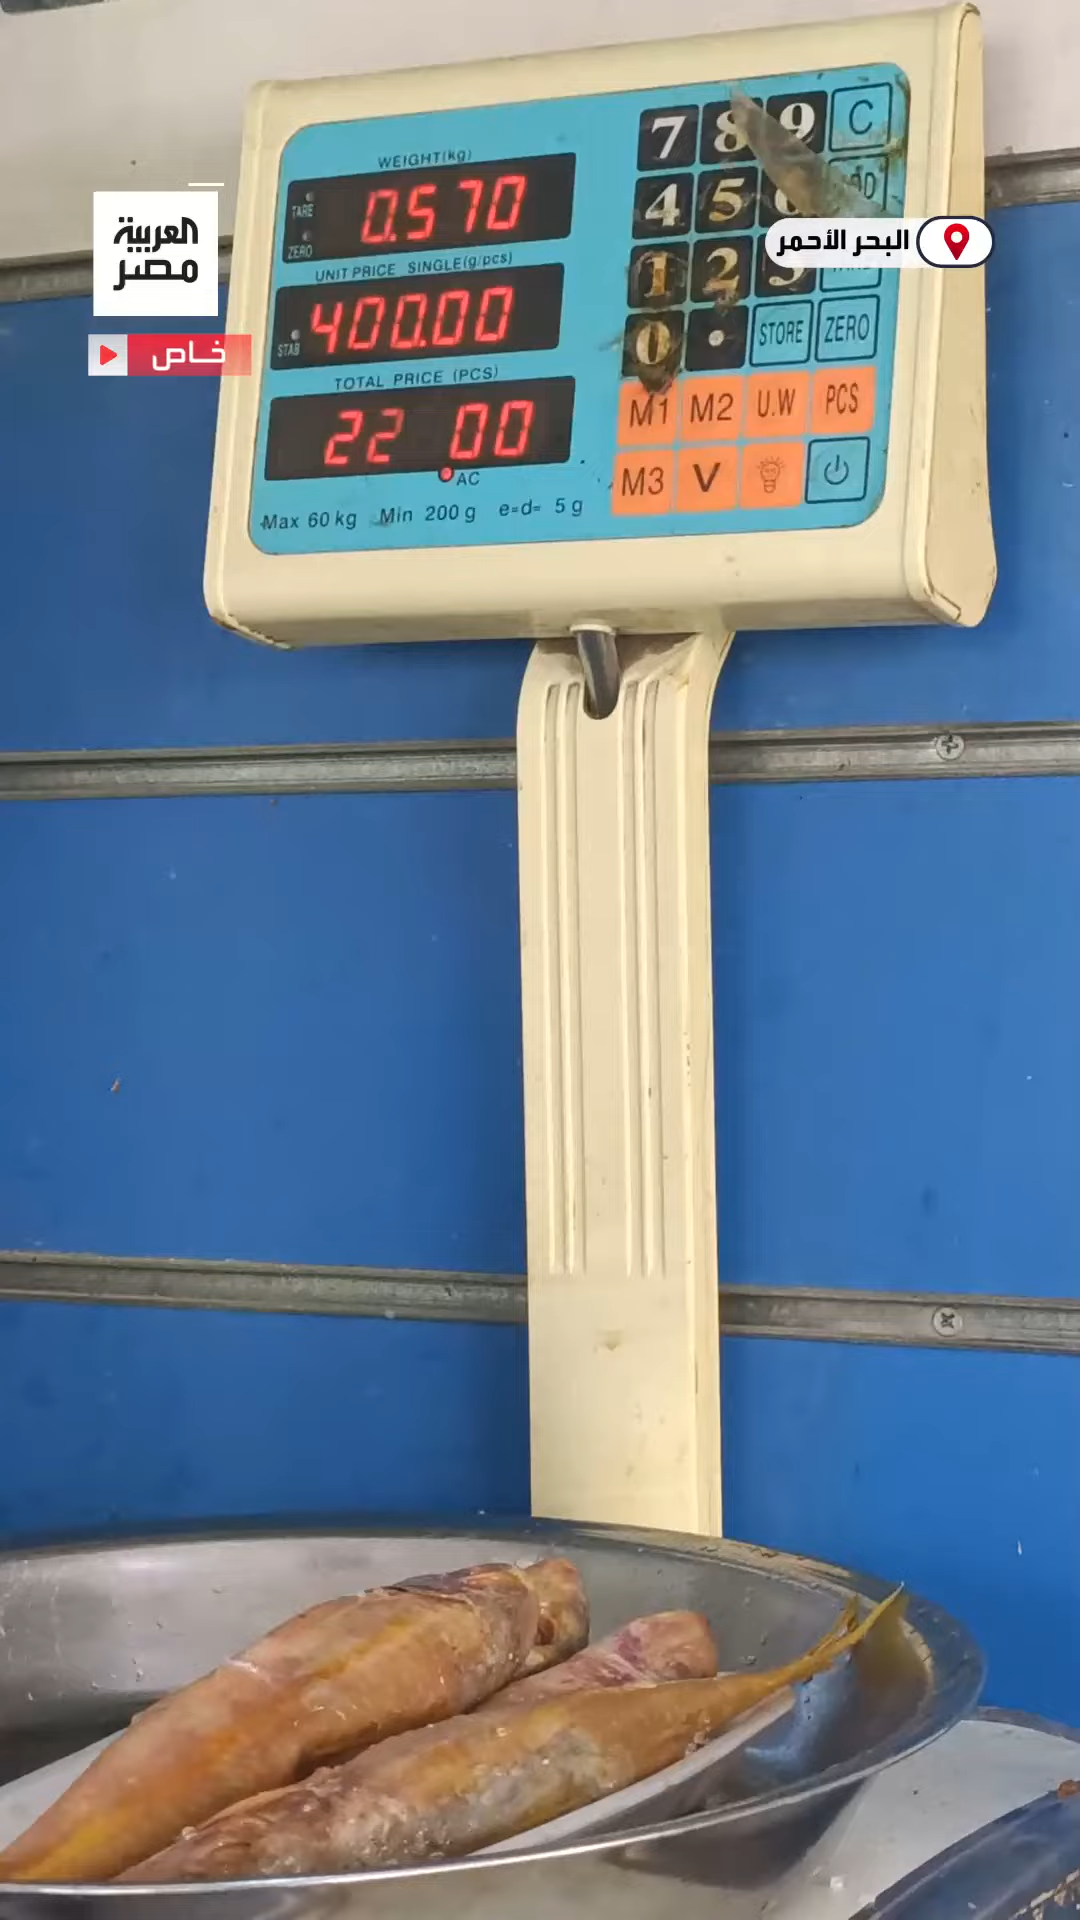 WEIGHT(kg)
TARE
ZERO
0.570
UNIT PRICE SINGLE(g/pcs)
STAB
400.00
TOTAL PRICE (PCS)
22 00
AC
Max 60 kg Min 200 g e=d= 5 g
7 8 9 C
4 5
1 2
0 . STORE ZERO
M1 M2 U.W PCS
M3 V
العربية
مصر
خاص
البحر الأحمر